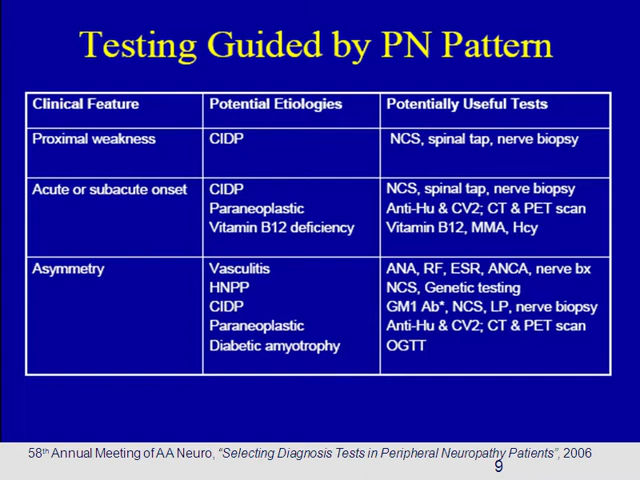 Testing Guided by PN Pattern
Clinical Feature Potential Etiologies Potentially Useful Tests
Proximal weakness CIDP NCS, spinal tap, nerve biopsy
Acute or subacute onset CIDP NCS, spinal tap, nerve biopsy
Paraneoplastic Anti-Hu & CV2; CT & PET scan
Vitamin B12 deficiency Vitamin B12, MMA, Hcy
Asymmetry Vasculitis ANA, RF, ESR, ANCA, nerve bx
HNPP NCS, Genetic testing
CIDP GM1 Ab*, NCS, LP, nerve biopsy
Paraneoplastic Anti-Hu & CV2; CT & PET scan
Diabetic amyotrophy OGTT
58th Annual Meeting of AA Neuro, “Selecting Diagnosis Tests in Peripheral Neuropathy Patients”, 2006
9